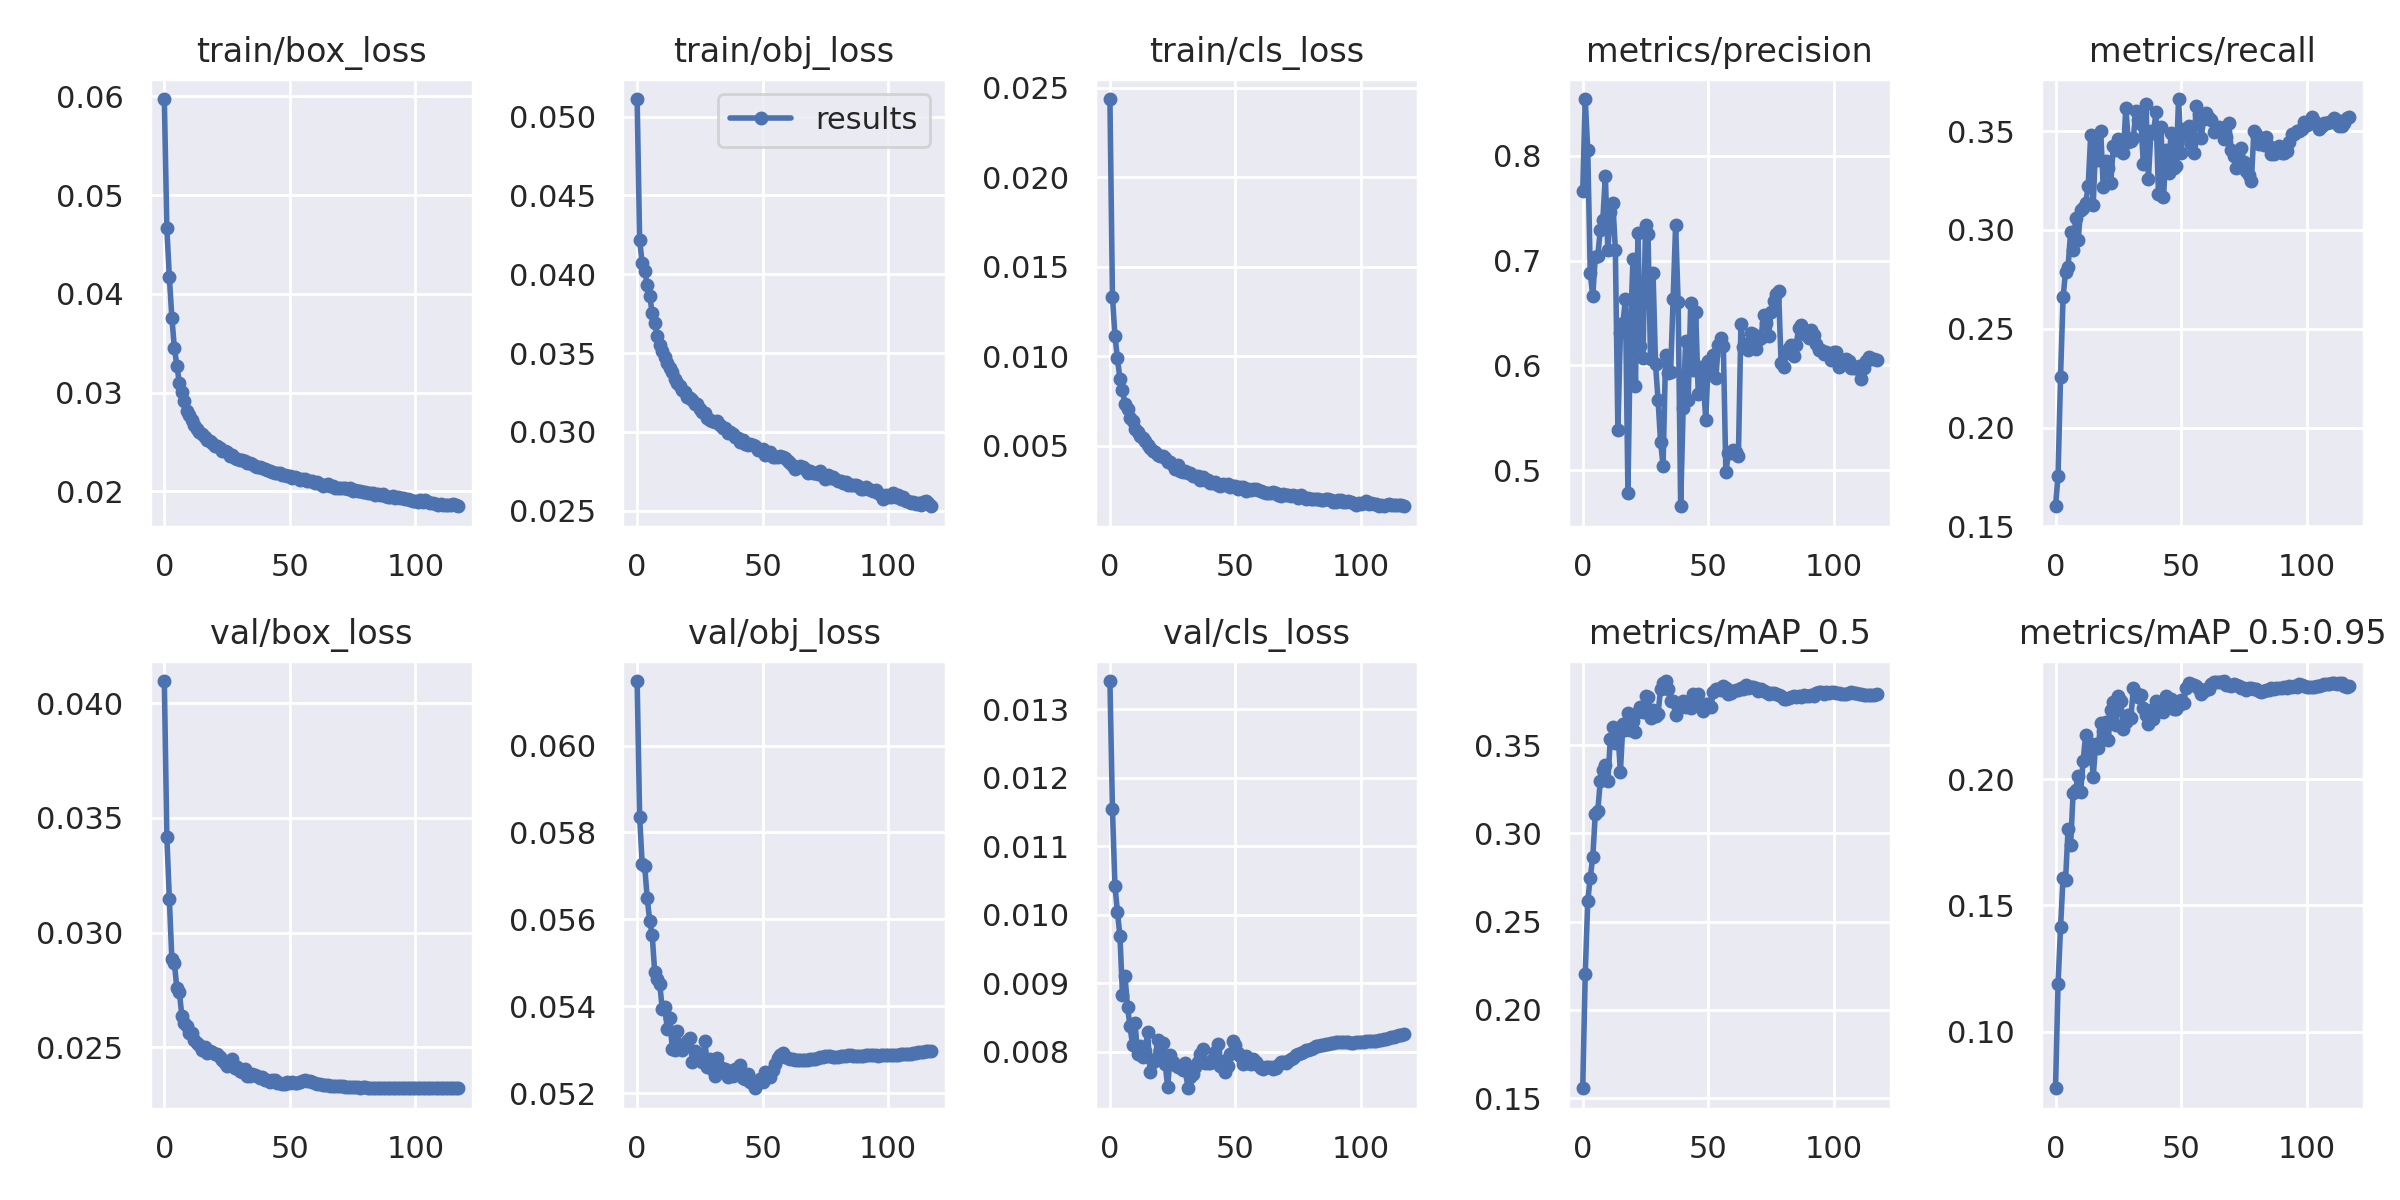 train/box_loss
0.06
0.05
0.04
0.03
0.02
0 50 100
train/obj_loss
results
0.050
0.045
0.040
0.035
0.030
0.025
0 50 100
train/cls_loss
0.025
0.020
0.015
0.010
0.005
0 50 100
metrics/precision
0.8
0.7
0.6
0.5
0 50 100
metrics/recall
0.35
0.30
0.25
0.20
0.15
0 50 100
val/box_loss
0.040
0.035
0.030
0.025
0 50 100
val/obj_loss
0.060
0.058
0.056
0.054
0.052
0 50 100
val/cls_loss
0.013
0.012
0.011
0.010
0.009
0.008
0 50 100
metrics/mAP_0.5
0.35
0.30
0.25
0.20
0.15
0 50 100
metrics/mAP_0.5:0.95
0.20
0.15
0.10
0 50 100